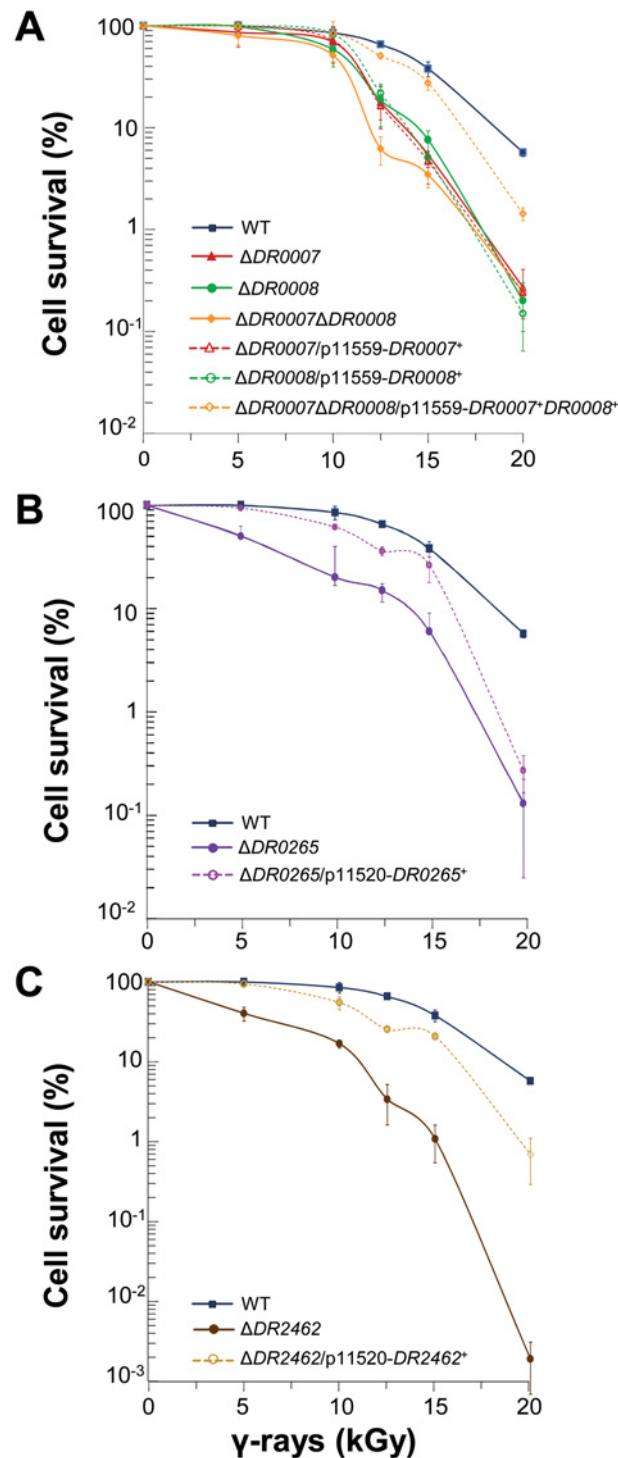 A
Cell survival (%)
100
10
1
10⁻¹
10⁻²
0 5 10 15 20
WT
ΔDR0007
ΔDR0008
ΔDR0007ΔDR0008
ΔDR0007/p11559-DR0007⁺
ΔDR0008/p11559-DR0008⁺
ΔDR0007ΔDR0008/p11559-DR0007⁺DR0008⁺
B
Cell survival (%)
100
10
1
10⁻¹
10⁻²
0 5 10 15 20
WT
ΔDR0265
ΔDR0265/p11520-DR0265⁺
C
Cell survival (%)
100
10
1
10⁻¹
10⁻²
10⁻³
0 5 10 15 20
WT
ΔDR2462
ΔDR2462/p11520-DR2462⁺
γ-rays (kGy)